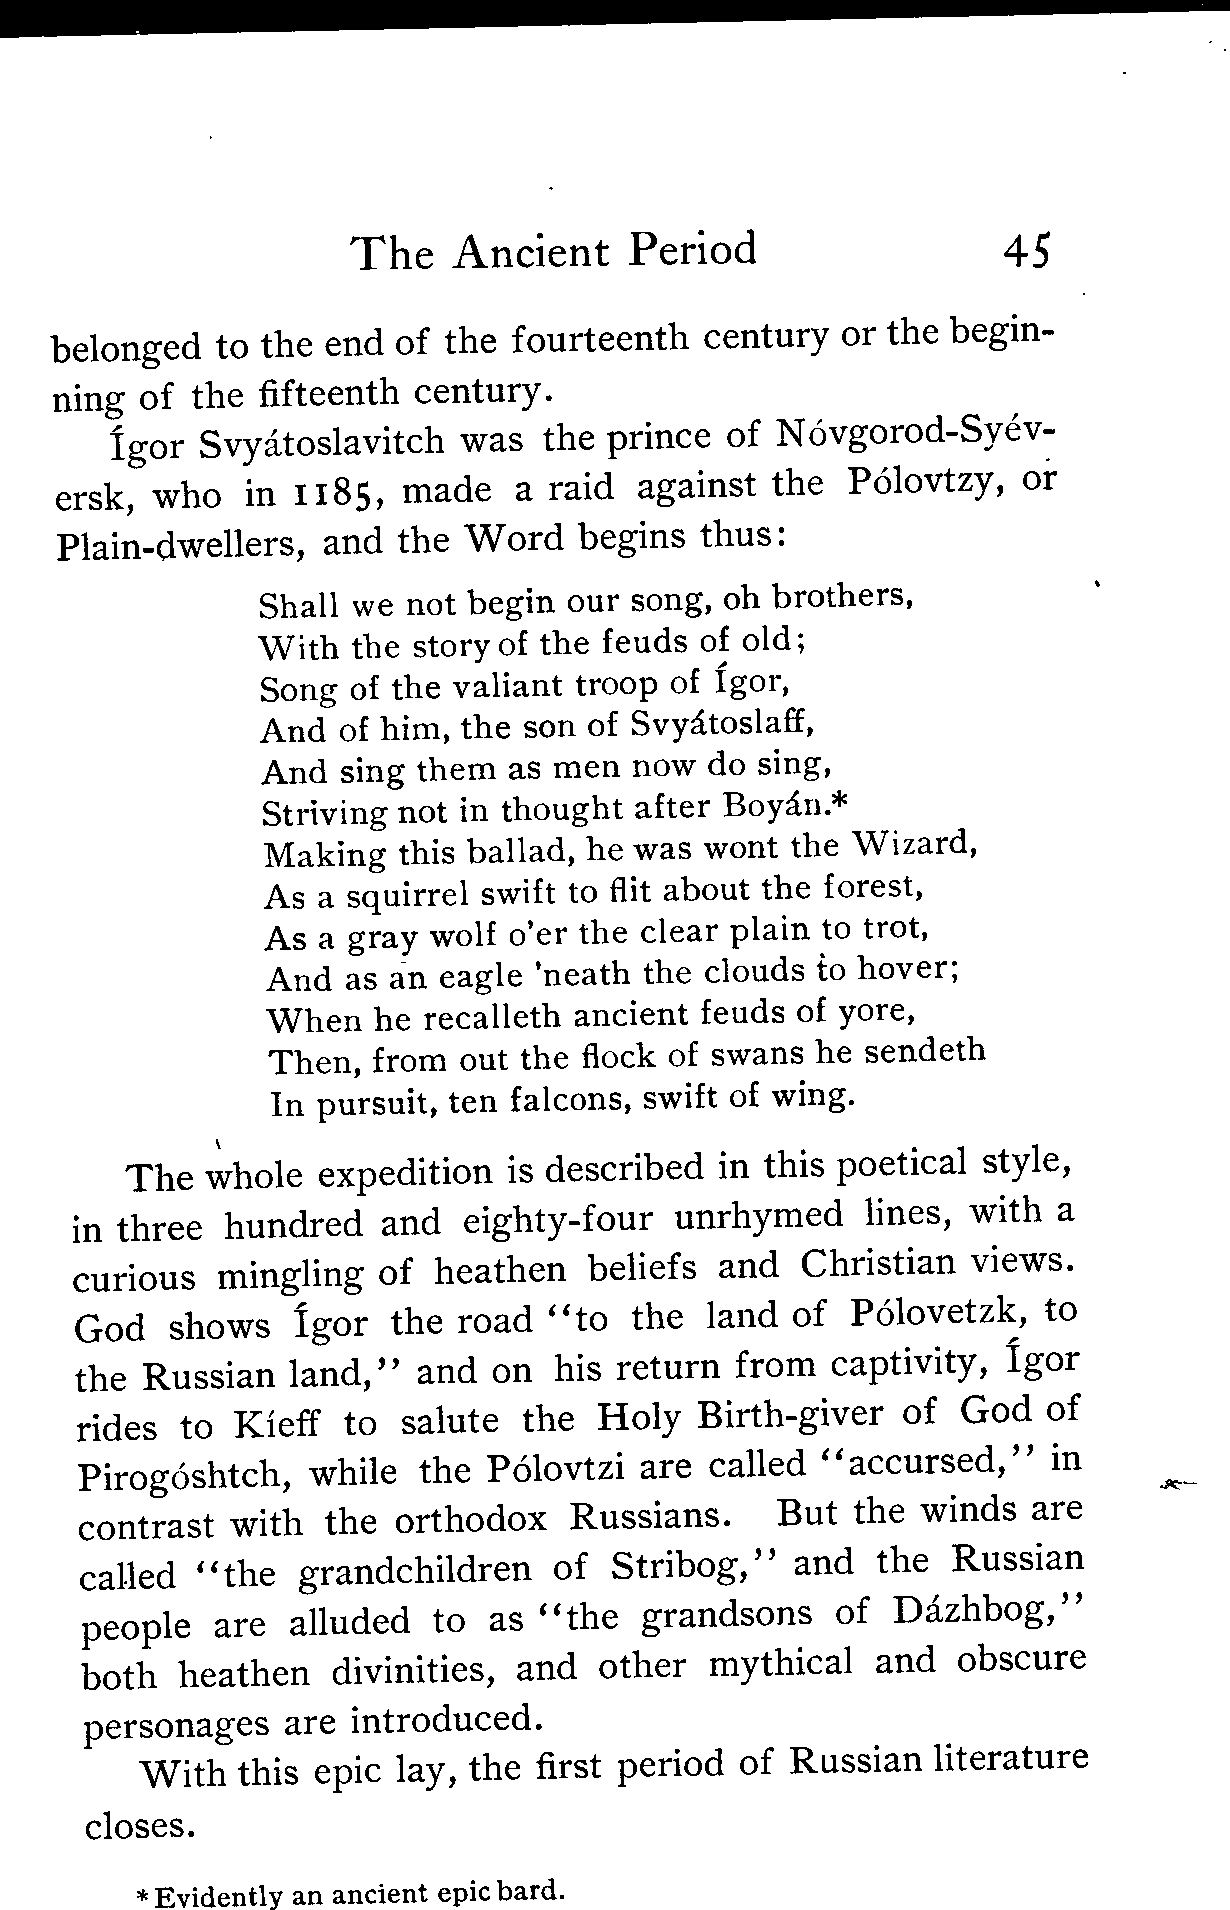 The Ancient Period 45
belonged to the end of the fourteenth century or the begin-
ning of the fifteenth century.
Ígor Svyátoslavitch was the prince of Nóvgorod-Syév-
ersk, who in 1185, made a raid against the Pólovtzy, or
Plain-dwellers, and the Word begins thus:
Shall we not begin our song, oh brothers,
With the story of the feuds of old;
Song of the valiant troop of Ígor,
And of him, the son of Svyátoslaff,
And sing them as men now do sing,
Striving not in thought after Boyán.*
Making this ballad, he was wont the Wizard,
As a squirrel swift to flit about the forest,
As a gray wolf o'er the clear plain to trot,
And as an eagle 'neath the clouds to hover;
When he recalleth ancient feuds of yore,
Then, from out the flock of swans he sendeth
In pursuit, ten falcons, swift of wing.
The whole expedition is described in this poetical style,
in three hundred and eighty-four unrhymed lines, with a
curious mingling of heathen beliefs and Christian views.
God shows Ígor the road "to the land of Pólovetzk, to
the Russian land," and on his return from captivity, Ígor
rides to Kíeff to salute the Holy Birth-giver of God of
Pirogóshtch, while the Pólovtzi are called "accursed," in
contrast with the orthodox Russians. But the winds are
called "the grandchildren of Stribog," and the Russian
people are alluded to as "the grandsons of Dázhbog,"
both heathen divinities, and other mythical and obscure
personages are introduced.
With this epic lay, the first period of Russian literature
closes.
* Evidently an ancient epic bard.